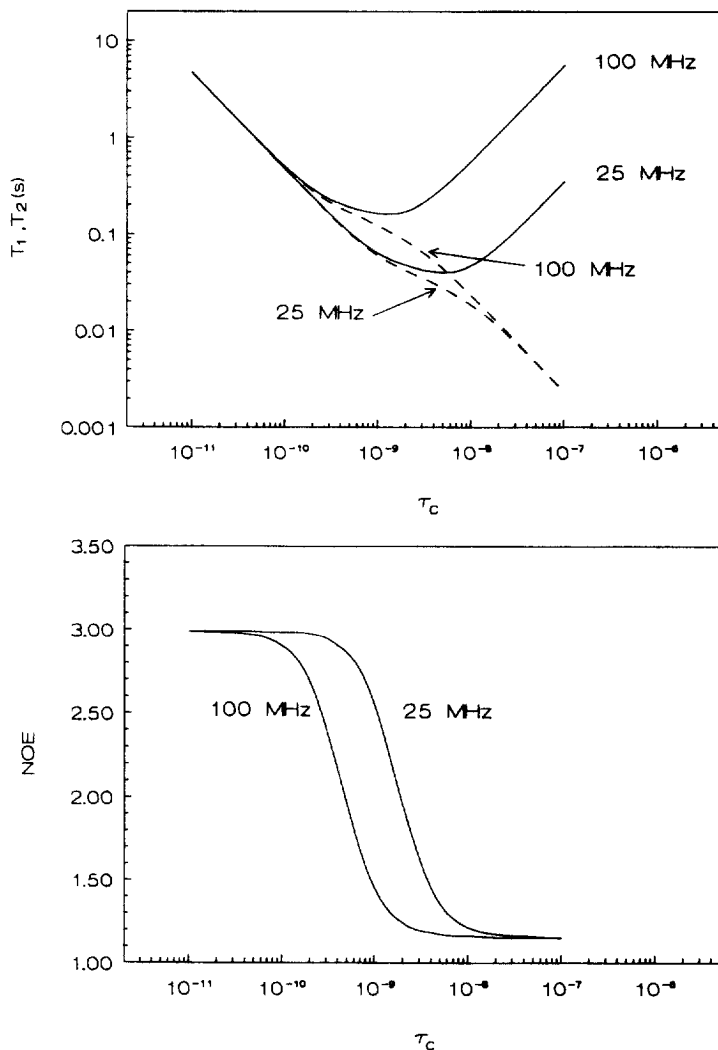 10
1
0.1
0.01
0.001
T₁ ,T₂(s)
100 MHz
25 MHz
100 MHz
25 MHz
10⁻¹¹ 10⁻¹⁰ 10⁻⁹ 10⁻⁸ 10⁻⁷ 10⁻⁶
τc
3.50
3.00
2.50
2.00
1.50
1.00
NOE
100 MHz
25 MHz
10⁻¹¹ 10⁻¹⁰ 10⁻⁹ 10⁻⁸ 10⁻⁷ 10⁻⁶
τc